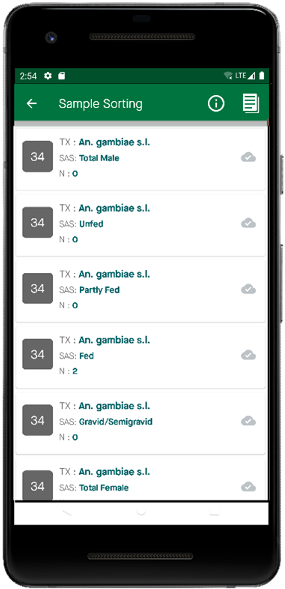 2:54 LTE
Sample Sorting
34
TX : An. gambiae s.l.
SAS: Total Male
N : 0
34
TX : An. gambiae s.l.
SAS: Unfed
N : 0
34
TX : An. gambiae s.l.
SAS: Partly Fed
N : 0
34
TX : An. gambiae s.l.
SAS: Fed
N : 2
34
TX : An. gambiae s.l.
SAS: Gravid/Semigravid
N : 0
34
TX : An. gambiae s.l.
SAS: Total Female